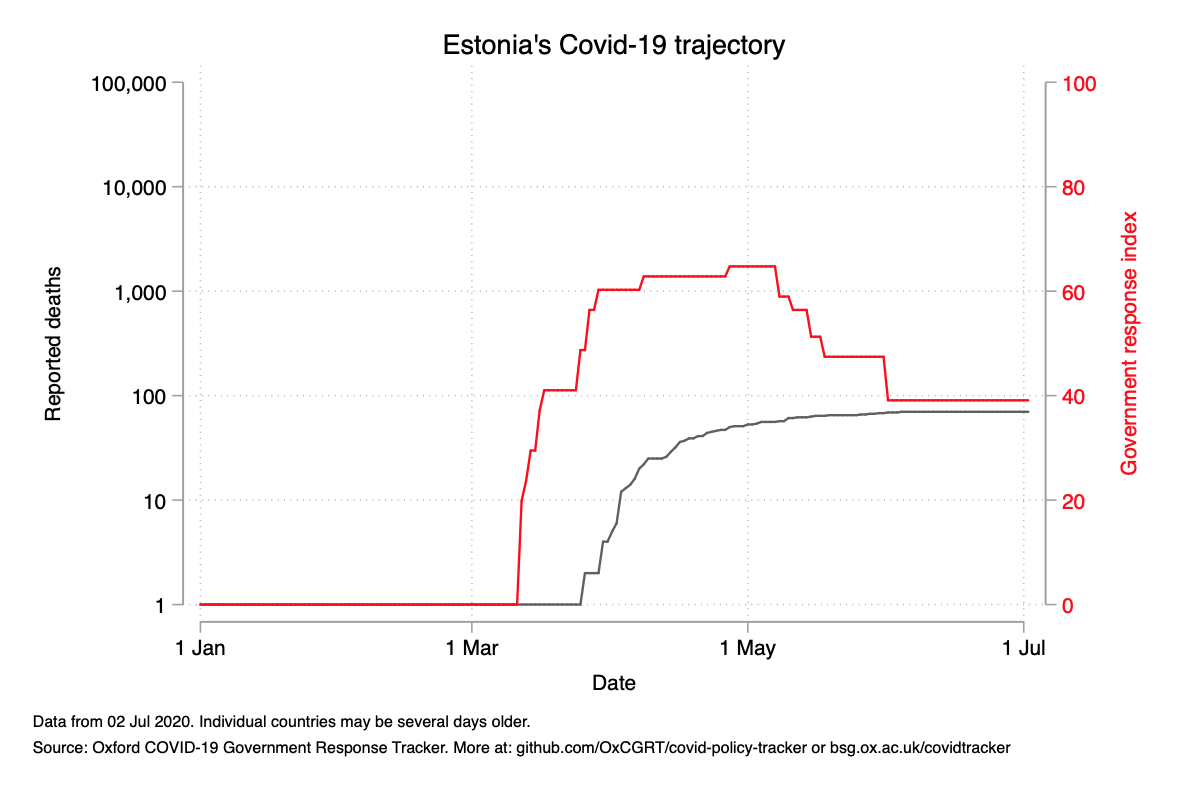 Estonia's Covid-19 trajectory
100,000
10,000
1,000
100
10
1
Reported deaths
100
80
60
40
20
0
Government response index
1 Jan
1 Mar
1 May
1 Jul
Date
Data from 02 Jul 2020. Individual countries may be several days older.
Source: Oxford COVID-19 Government Response Tracker. More at: github.com/OxCGRT/covid-policy-tracker or bsg.ox.ac.uk/covidtracker